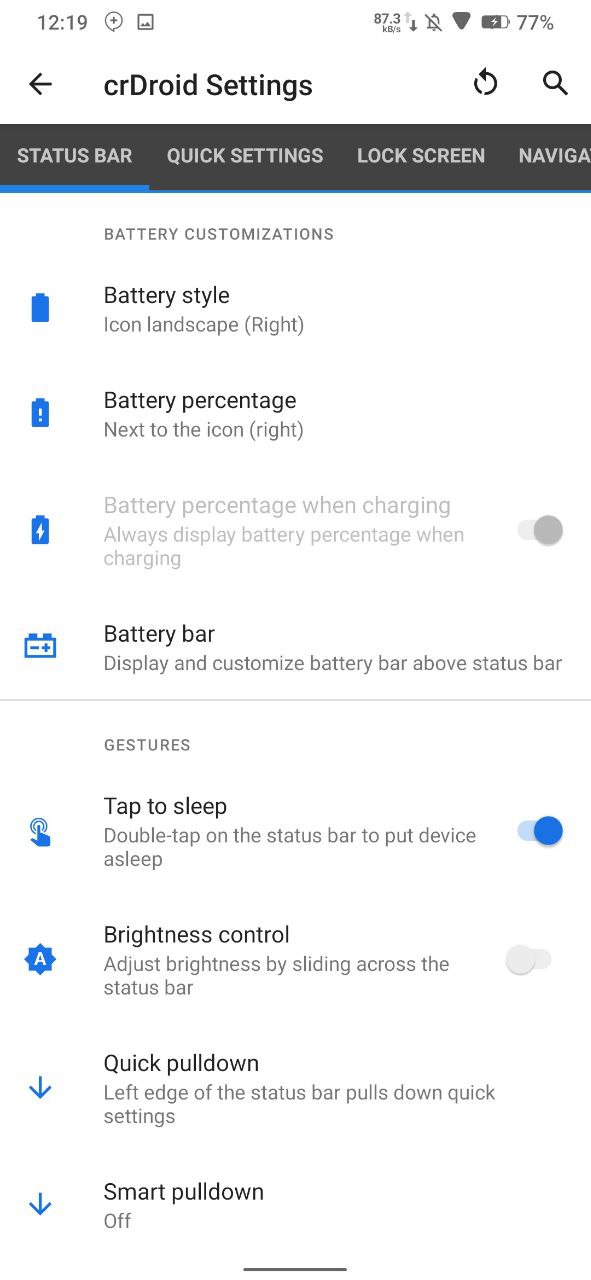 12:19 87.3 kB/s 77%
crDroid Settings
STATUS BAR QUICK SETTINGS LOCK SCREEN NAVIGA
BATTERY CUSTOMIZATIONS
Battery style
Icon landscape (Right)
Battery percentage
Next to the icon (right)
Battery percentage when charging
Always display battery percentage when
charging
Battery bar
Display and customize battery bar above status bar
GESTURES
Tap to sleep
Double-tap on the status bar to put device
asleep
A
Brightness control
Adjust brightness by sliding across the
status bar
Quick pulldown
Left edge of the status bar pulls down quick
settings
Smart pulldown
Off